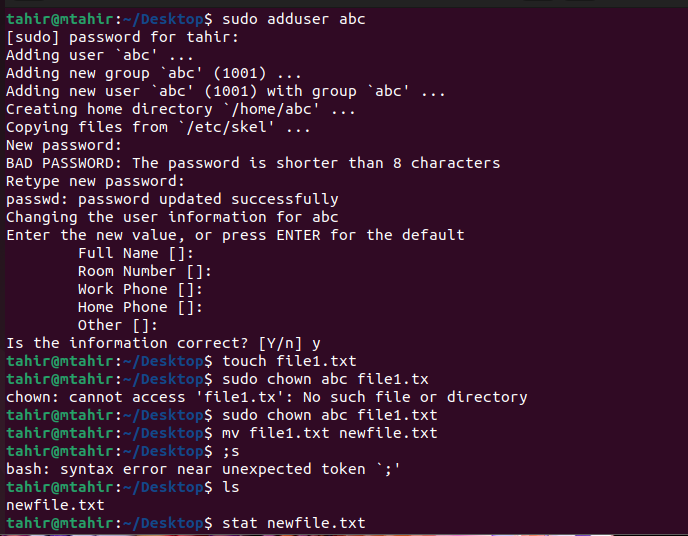 tahir@mtahir:~/Desktop$ sudo adduser abc
[sudo] password for tahir:
Adding user `abc' ...
Adding new group `abc' (1001) ...
Adding new user `abc' (1001) with group `abc' ...
Creating home directory `/home/abc' ...
Copying files from `/etc/skel' ...
New password:
BAD PASSWORD: The password is shorter than 8 characters
Retype new password:
passwd: password updated successfully
Changing the user information for abc
Enter the new value, or press ENTER for the default
        Full Name []:
        Room Number []:
        Work Phone []:
        Home Phone []:
        Other []:
Is the information correct? [Y/n] y
tahir@mtahir:~/Desktop$ touch file1.txt
tahir@mtahir:~/Desktop$ sudo chown abc file1.tx
chown: cannot access 'file1.tx': No such file or directory
tahir@mtahir:~/Desktop$ sudo chown abc file1.txt
tahir@mtahir:~/Desktop$ mv file1.txt newfile.txt
tahir@mtahir:~/Desktop$ ;s
bash: syntax error near unexpected token `;'
tahir@mtahir:~/Desktop$ ls
newfile.txt
tahir@mtahir:~/Desktop$ stat newfile.txt